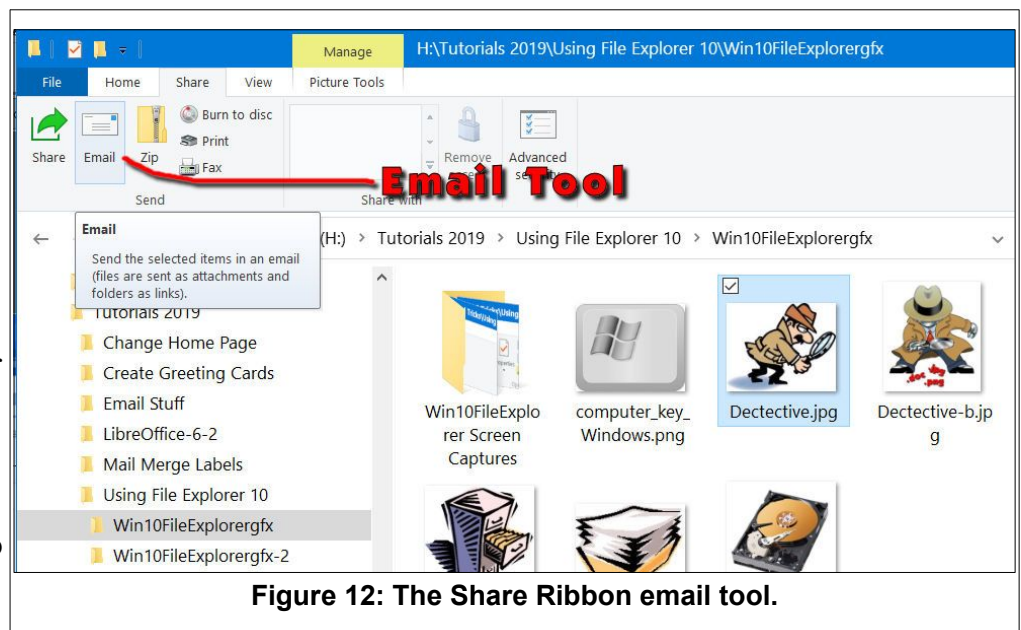 Manage
H:\Tutorials 2019\Using File Explorer 10\Win10FileExplorergfx
File Home Share View Picture Tools
Burn to disc
Print
Fax
Share Email Zip
Remove
Advanced
Email Tool
Send
Share with
Email
Send the selected items in an email
(files are sent as attachments and
folders as links).
(H:) > Tutorials 2019 > Using File Explorer 10 > Win10FileExplorergfx
Tutorials 2019
Change Home Page
Create Greeting Cards
Email Stuff
LibreOffice-6-2
Mail Merge Labels
Using File Explorer 10
Win10FileExplorergfx
Win10FileExplorergfx-2
Win10FileExplo
rer Screen
Captures
computer_key_
Windows.png
Dectective.jpg
.doc .jpg
.png
Dectective-b.jp
g
Figure 12: The Share Ribbon email tool.